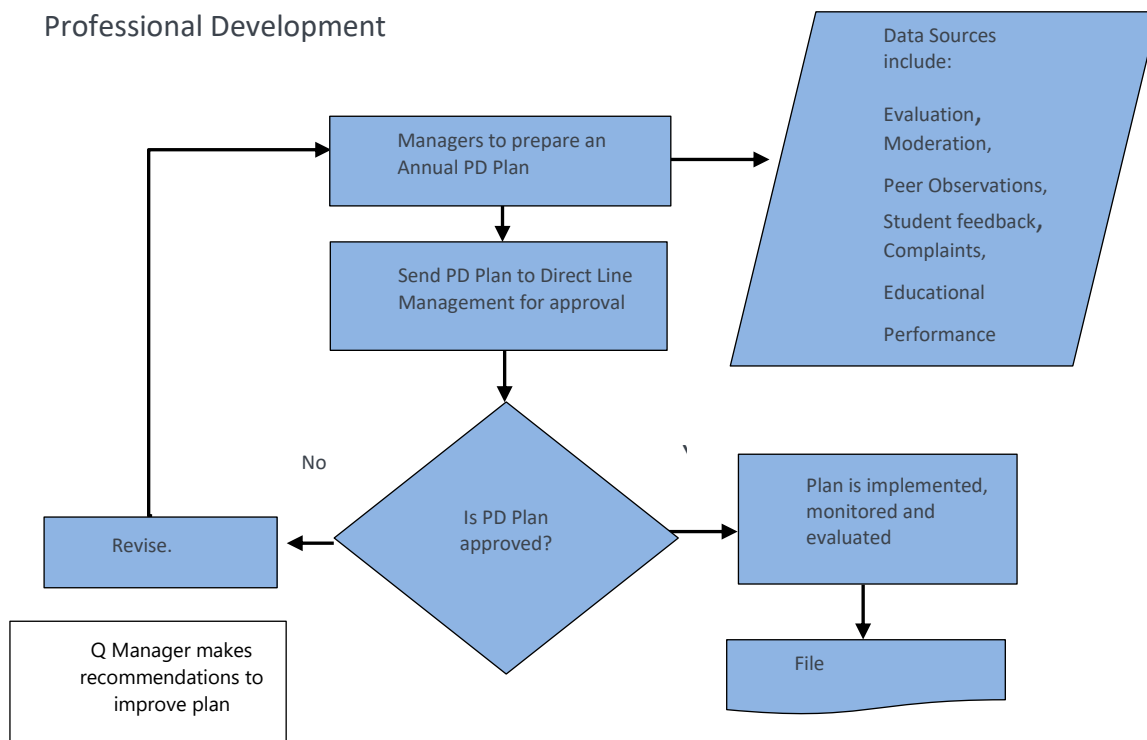 Professional Development
Data Sources
include:
Evaluation,
Moderation,
Peer Observations,
Student feedback,
Complaints,
Educational
Performance
Managers to prepare an
Annual PD Plan
Send PD Plan to Direct Line
Management for approval
No
Is PD Plan
approved?
Plan is implemented,
monitored and
evaluated
Revise.
Q Manager makes
recommendations to
improve plan
File